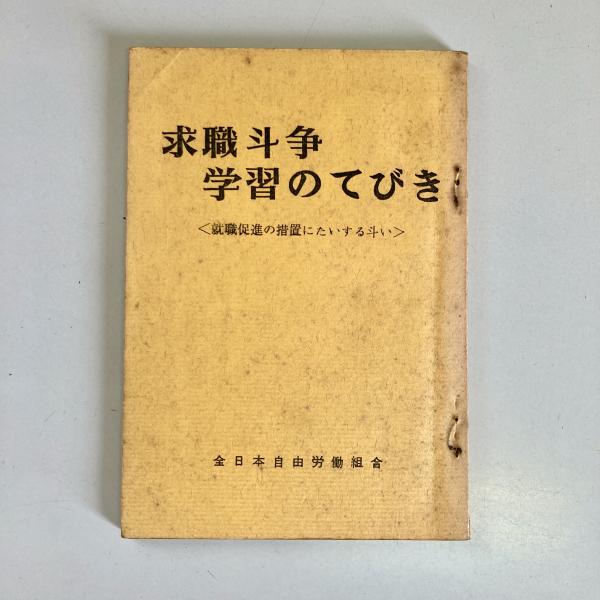 求職斗争
学習のてびき
＜就職促進の措置にたいする斗い＞
全日本自由労働組合